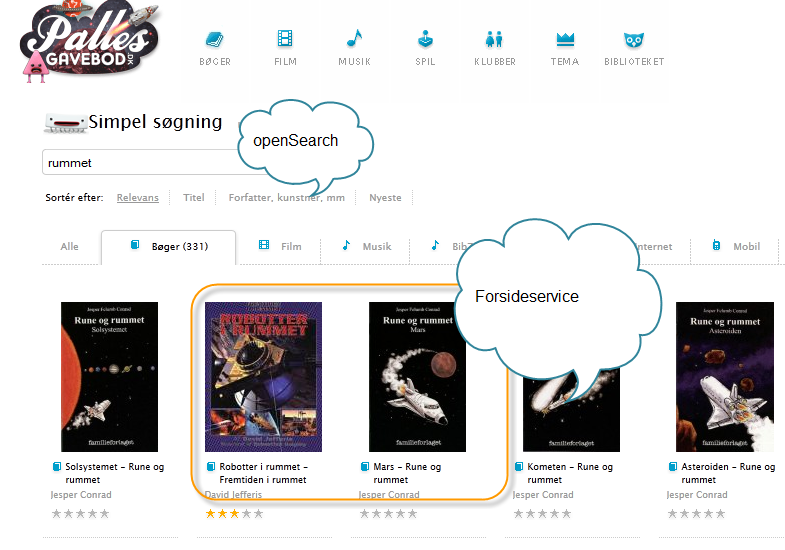 Palles
GAVEBOD.DK
BØGER
FILM
MUSIK
SPIL
KLUBBER
TEMA
BIBLIOTEKET
Simpel søgning
openSearch
rummet
Sortér efter: Relevans Titel Forfatter, kunstner, mm Nyeste
Alle Bøger (331) Film Musik nternet Mobil
Forsideservice
Jesper Felumb Conrad
Rune og rummet
Solsystemet
familieforlaget
ROBOTTER
I RUMMET
Af David Jefferis
Jesper Felumb Conrad
Rune og rummet
Mars
familieforlaget
familieforlaget
Jesper Felumb Conrad
Rune og rummet
Asteroiden
familieforlaget
Solsystemet – Rune og
rummet
Jesper Conrad
Robotter i rummet –
Fremtiden i rummet
David Jefferis
Mars – Rune og
rummet
Jesper Conrad
Kometen – Rune og
rummet
Jesper Conrad
Asteroiden – Rune og
rummet
Jesper Conrad